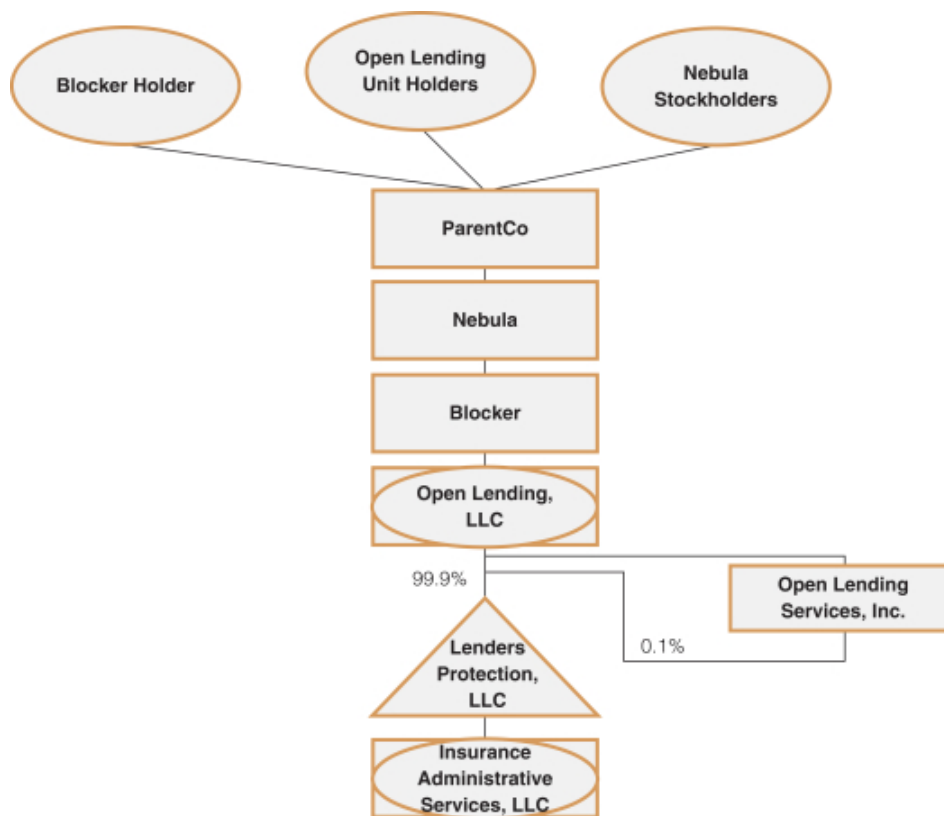 Blocker Holder
Open Lending
Unit Holders
Nebula
Stockholders
ParentCo
Nebula
Blocker
Open Lending,
LLC
99.9%
Open Lending
Services, Inc.
0.1%
Lenders
Protection,
LLC
Insurance
Administrative
Services, LLC